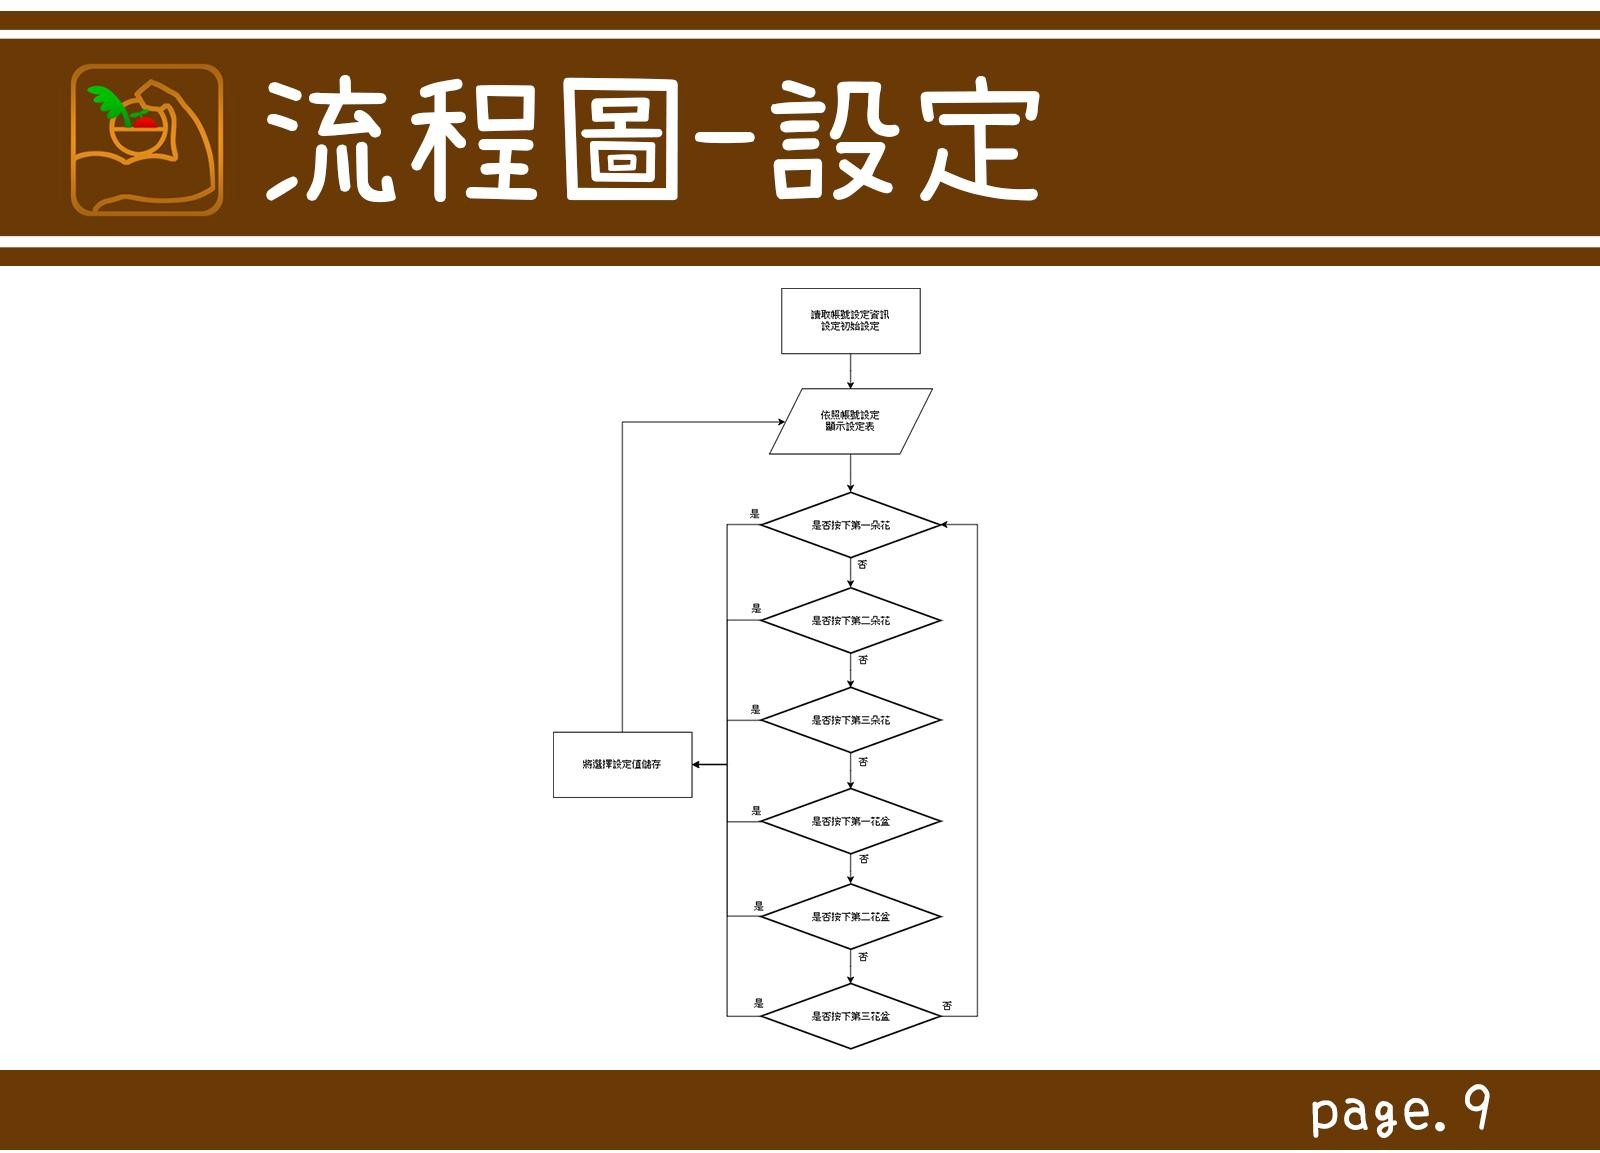 流程圖-設定
讀取帳號設定資訊
設定初始設定
依照帳號設定
顯示設定表
是
是否按下第一朵花
否
是
是否按下第二朵花
否
是
是否按下第三朵花
否
將選擇設定值儲存
是
是否按下第一花盆
否
是
是否按下第二花盆
否
是
是否按下第三花盆
否
page. 9